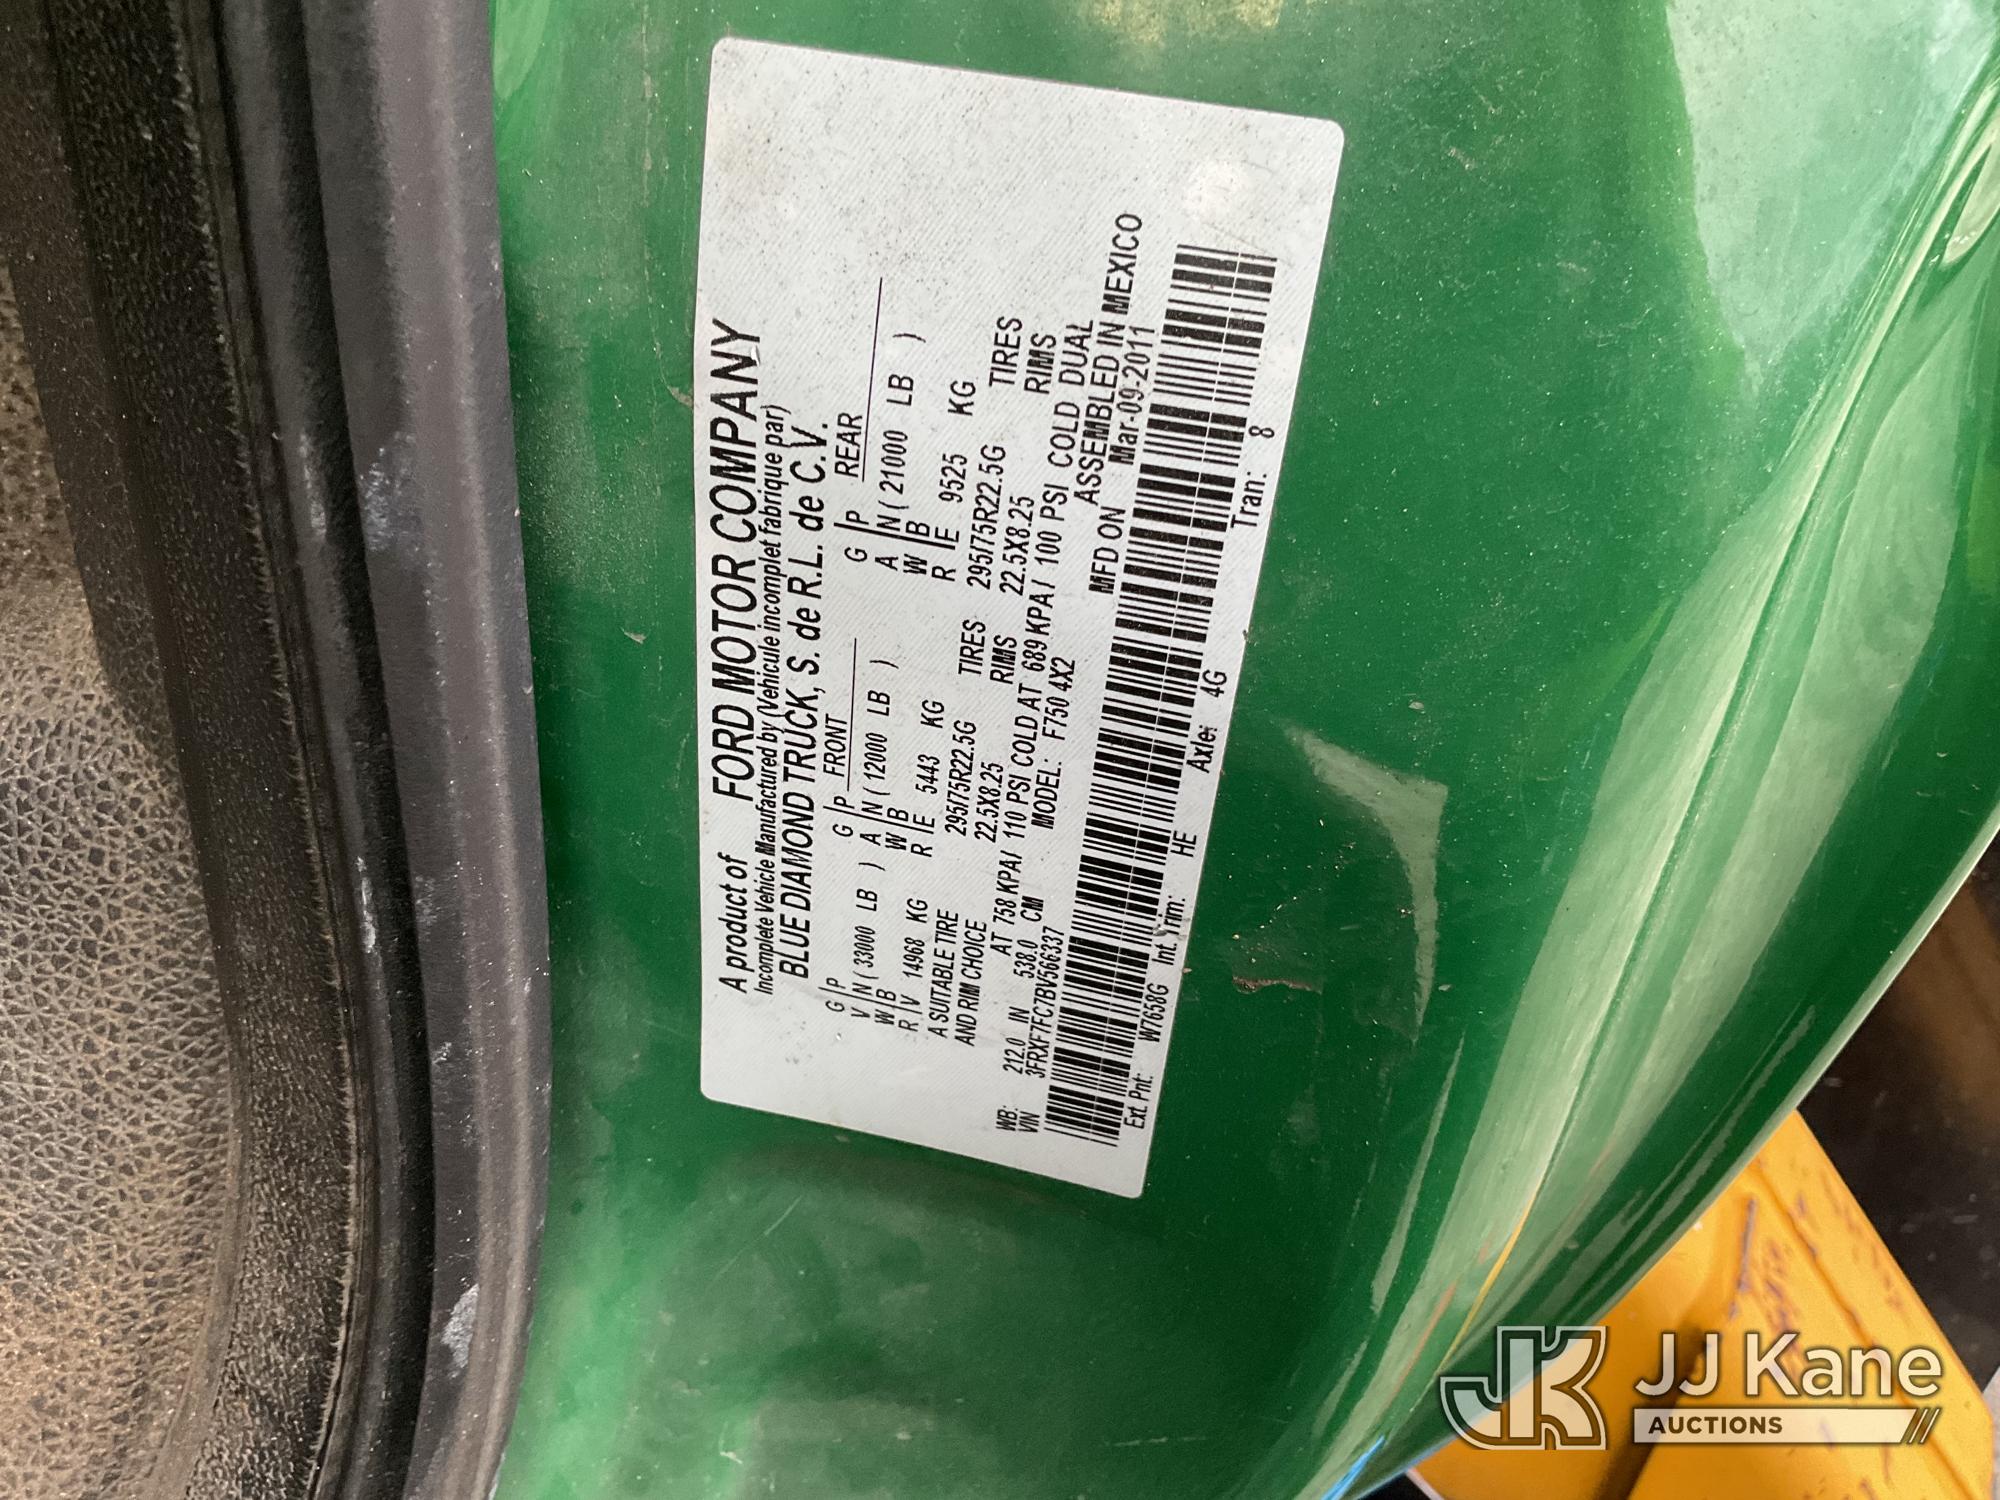 A product of FORD MOTOR COMPANY
Incomplete Vehicle Manufactured by (Vehicule incomplet fabrique par)
BLUE DIAMOND TRUCK, S. de R.L. de C.V.
FRONT REAR
G P G P G P
V N ( 33000 LB ) A N ( 12000 LB ) A N ( 21000 LB )
W B W B W B
R V 14968 KG R E 5443 KG R E 9525 KG
A SUITABLE TIRE 295/75R22.5G TIRES 295/75R22.5G TIRES
AND RIM CHOICE 22.5X8.25 RIMS 22.5X8.25 RIMS
AT 758 KPA/ 110 PSI COLD AT 689 KPA/ 100 PSI COLD DUAL
WB: 212.0 IN 538.0 CM MODEL: F750 4X2 ASSEMBLED IN MEXICO
VIN 3FRXF7FC7BV566337 MFD ON Mar-09-2011
Ext. Pnt: W7658G Int. Trim: HE Axle: 4G Tran: 8
JK JJ Kane
AUCTIONS